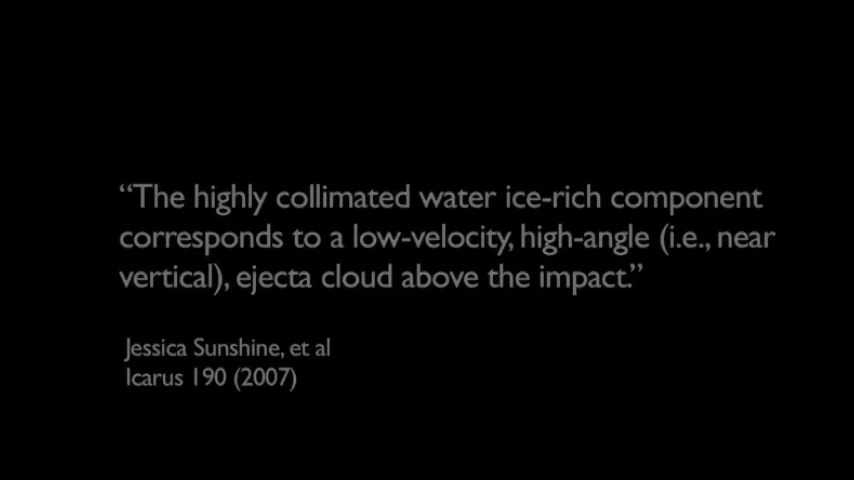 “The highly collimated water ice-rich component
corresponds to a low-velocity, high-angle (i.e., near
vertical), ejecta cloud above the impact.”
Jessica Sunshine, et al
Icarus 190 (2007)